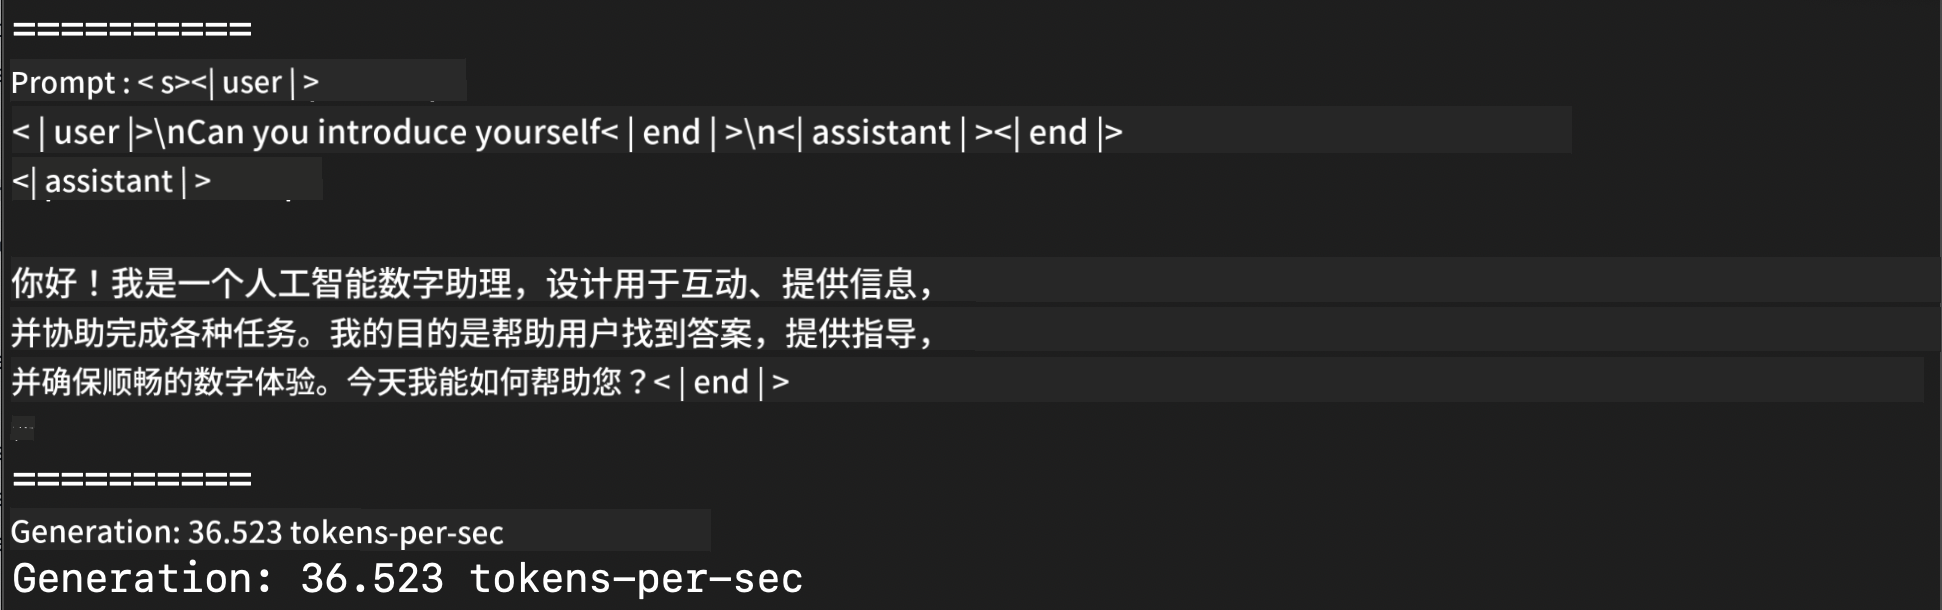 ==========
Prompt : < s><| user | >
< | user |>\nCan you introduce yourself< | end | >\n<| assistant | ><| end |>
<| assistant | >
你好！我是一个人工智能数字助理，设计用于互动、提供信息，
并协助完成各种任务。我的目的是帮助用户找到答案，提供指导，
并确保顺畅的数字体验。今天我能如何帮助您？< | end | >
==========
Generation: 36.523 tokens-per-sec
Generation: 36.523 tokens-per-sec